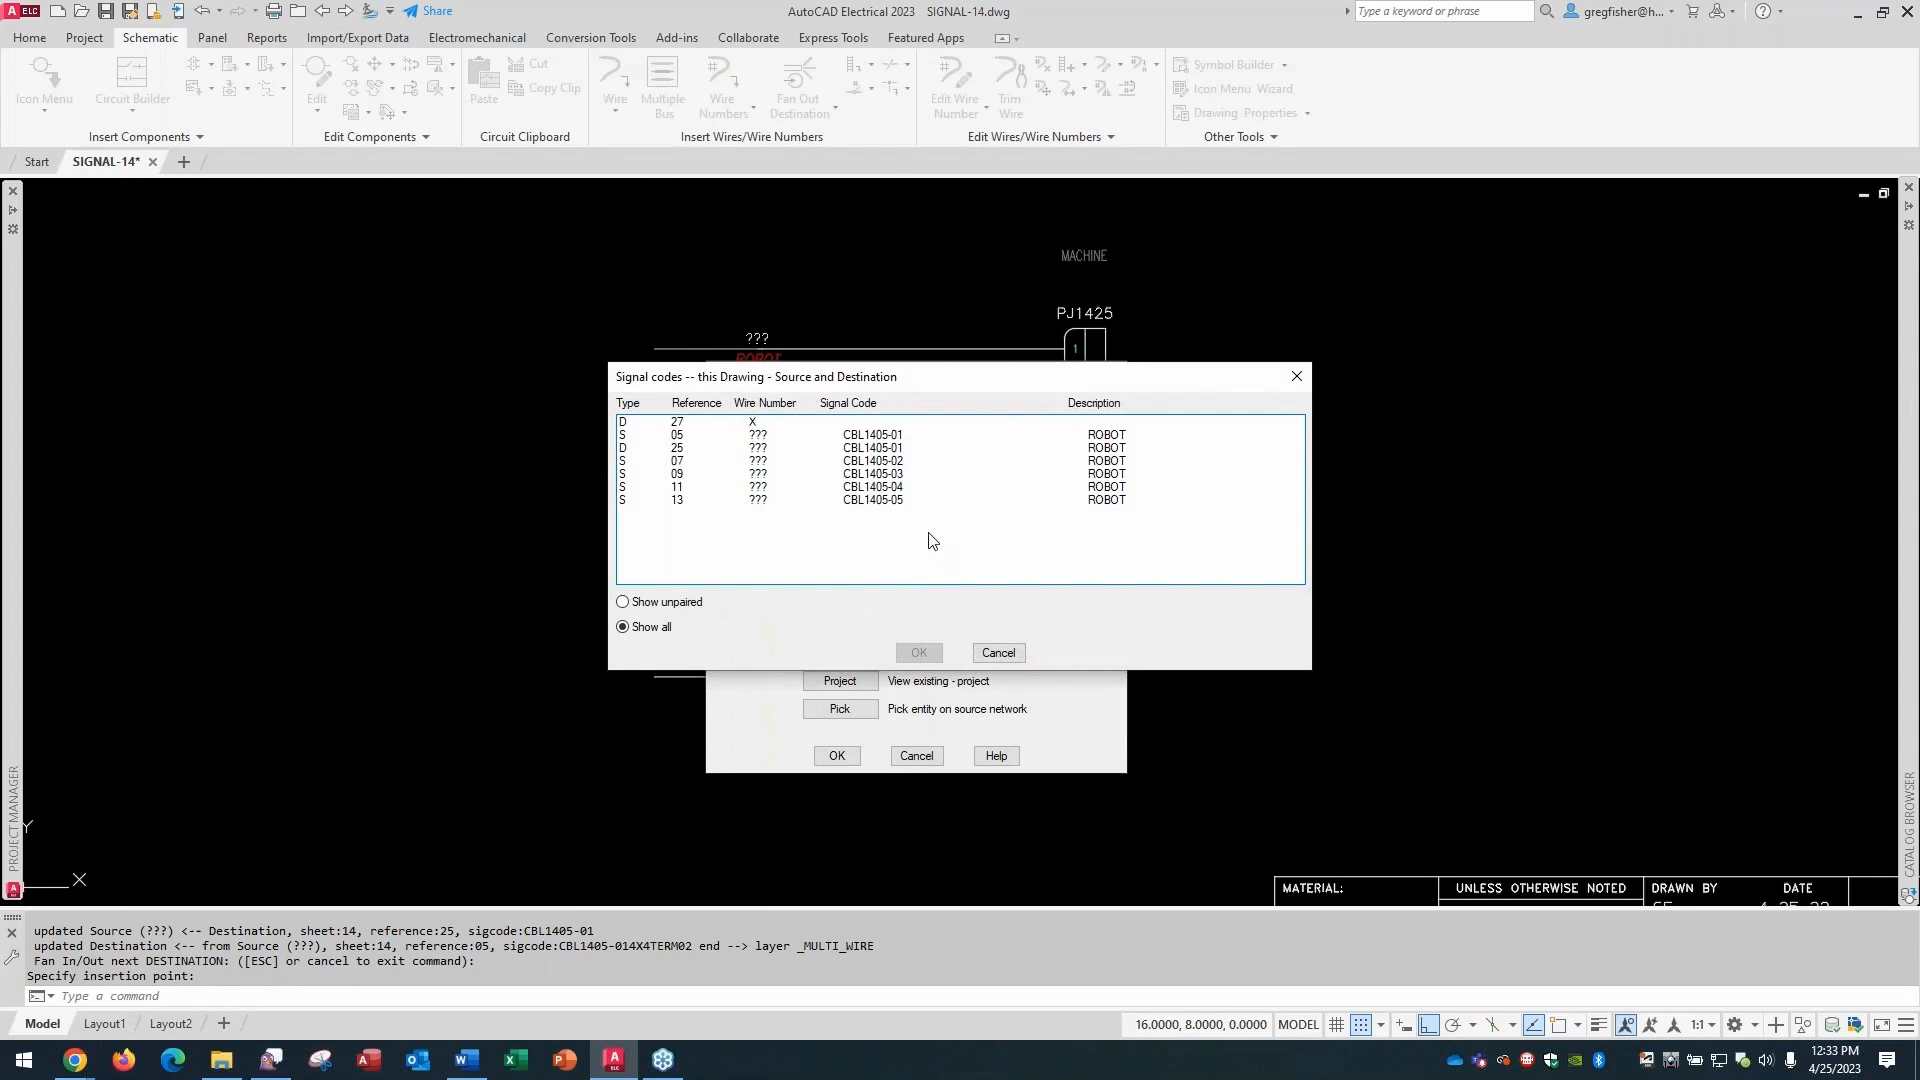 A ELC Share AutoCAD Electrical 2023 SIGNAL-14.dwg Type a keyword or phrase gregfisher@h...
Home Project Schematic Panel Reports Import/Export Data Electromechanical Conversion Tools Add-ins Collaborate Express Tools Featured Apps
Icon Menu Circuit Builder Edit Paste Cut Copy Clip Wire Multiple Bus Wire Numbers Fan Out Destination Edit Wire Number Trim Wire Symbol Builder
Icon Menu Wizard
Drawing Properties
Insert Components Edit Components Circuit Clipboard Insert Wires/Wire Numbers Edit Wires/Wire Numbers Other Tools
Start SIGNAL-14*
MACHINE
PJ1425
???
ROBOT
1
Signal codes -- this Drawing - Source and Destination
Type Reference Wire Number Signal Code Description
D 27 X
S 05 ??? CBL1405-01 ROBOT
D 25 ??? CBL1405-01 ROBOT
S 07 ??? CBL1405-02 ROBOT
S 09 ??? CBL1405-03 ROBOT
S 11 ??? CBL1405-04 ROBOT
S 13 ??? CBL1405-05 ROBOT
Show unpaired
Show all
OK Cancel
Project View existing - project
Pick Pick entity on source network
OK Cancel Help
PROJECT MANAGER
CATALOG BROWSER
Y
X
MATERIAL: UNLESS OTHERWISE NOTED DRAWN BY DATE
updated Source (???) <-- Destination, sheet:14, reference:25, sigcode:CBL1405-01
updated Destination <-- from Source (???), sheet:14, reference:05, sigcode:CBL1405-014X4TERM02 end --> layer _MULTI_WIRE
Fan In/Out next DESTINATION: ([ESC] or cancel to exit command):
Specify insertion point:
Type a command
Model Layout1 Layout2 16.0000, 8.0000, 0.0000 MODEL 1:1
12:33 PM
4/25/2023